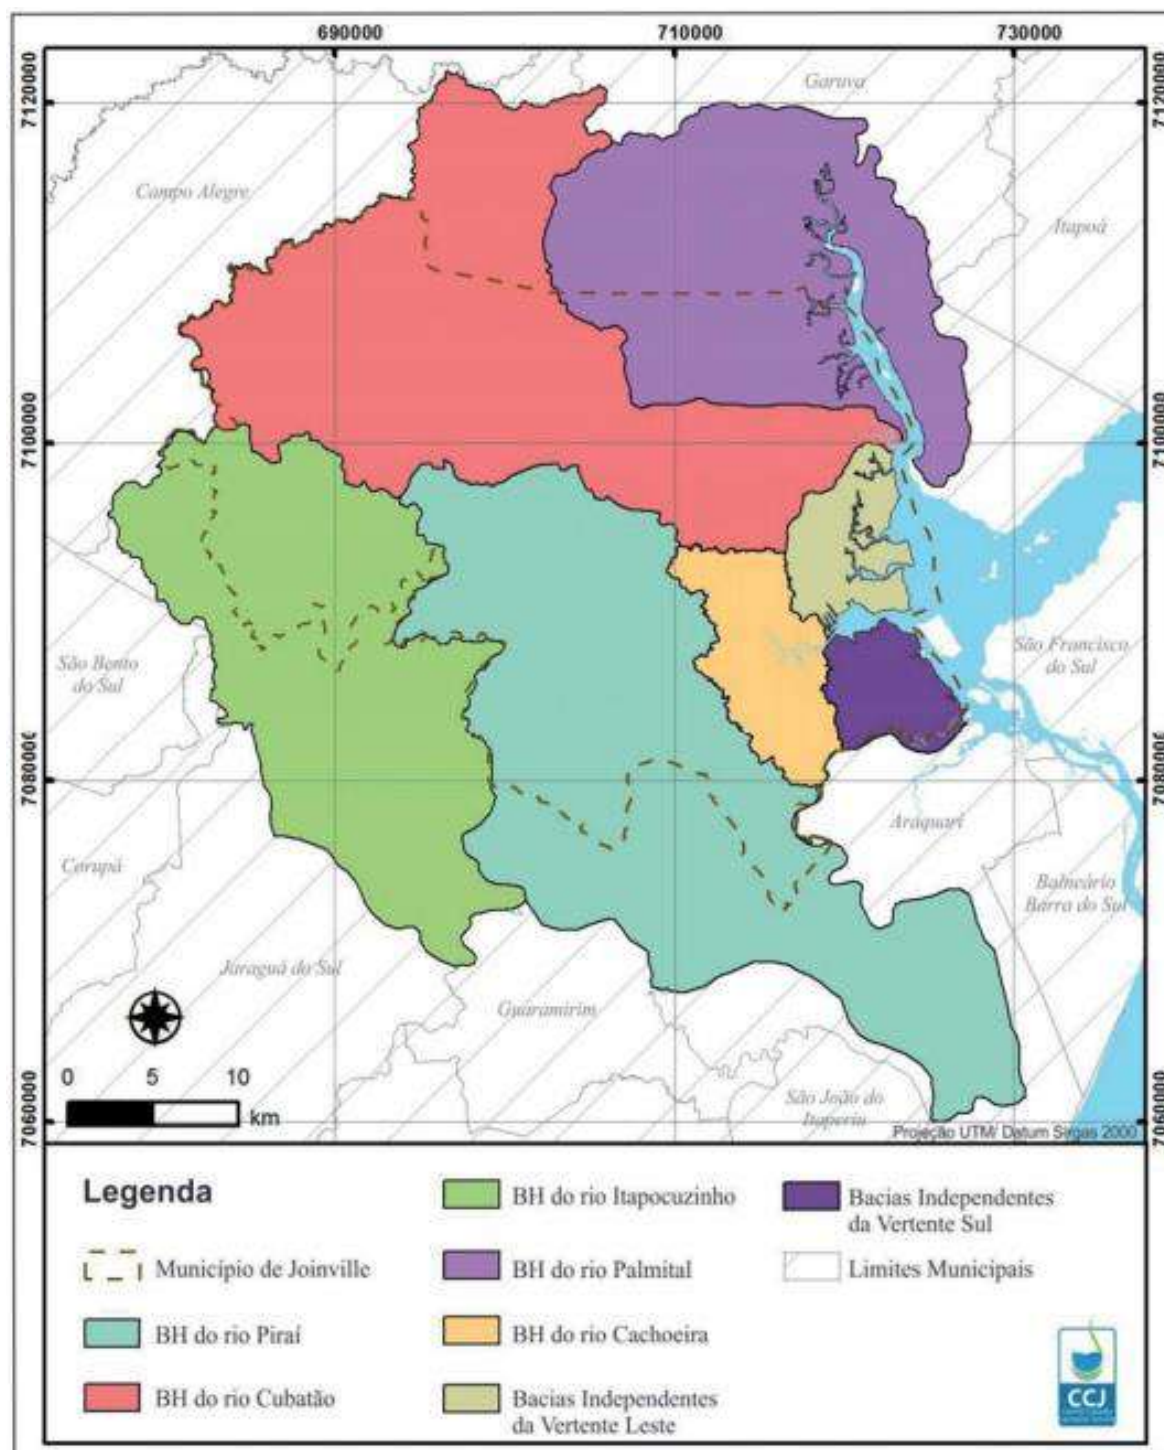 690000 710000 730000
7120000 7120000
Garuva
Campo Alegre
Itapoá
7100000 7100000
São Bento
do Sul
São Francisco
do Sul
7080000 7080000
Araquari
Corupá
Balneário
Barra do Sul
Jaraguá do Sul
Guaramirim
0 5 10
km
São João do
Itaperiu
7060000 7060000
Projeção UTM/ Datum Sirgas 2000
Legenda
Município de Joinville
BH do rio Piraí
BH do rio Cubatão
BH do rio Itapocuzinho
BH do rio Palmital
BH do rio Cachoeira
Bacias Independentes
da Vertente Leste
Bacias Independentes
da Vertente Sul
Limites Municipais
CCJ